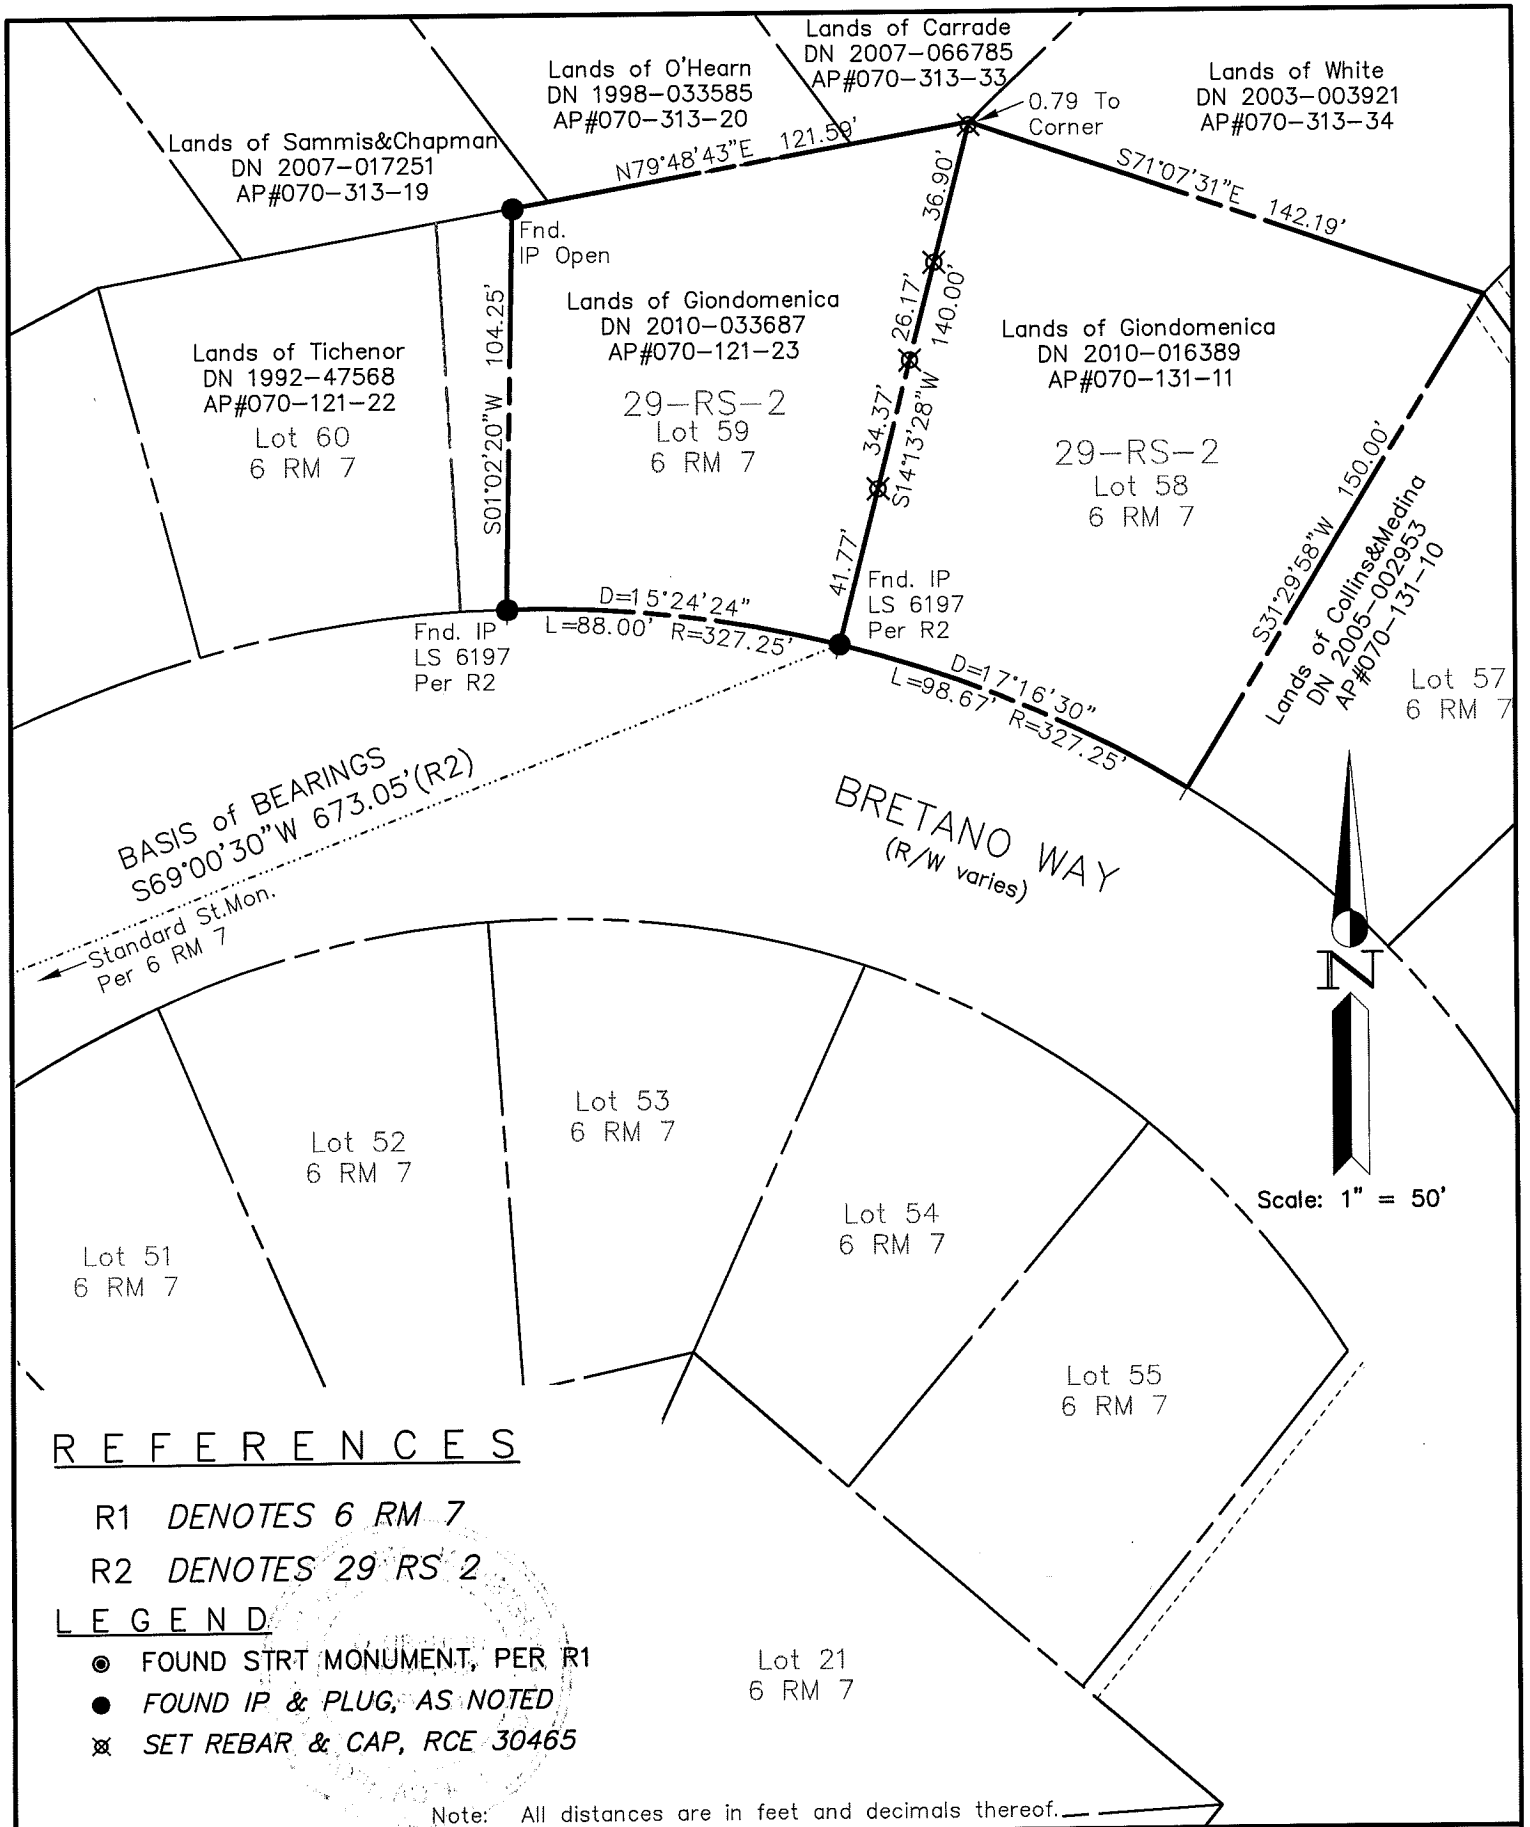 Lands of Carrade
DN 2007-066785
AP#070-313-33
Lands of O'Hearn
DN 1998-033585
AP#070-313-20
Lands of White
DN 2003-003921
AP#070-313-34
0.79 To
Corner
Lands of Sammis&Chapman
DN 2007-017251
AP#070-313-19
N79°48'43"E 121.59'
S71°07'31"E 142.19'
Fnd.
IP Open
36.90'
26.17'
140.00'
34.37'
S14°13'28"W
41.77'
S01°02'20"W 104.25'
Lands of Giondomenica
DN 2010-033687
AP#070-121-23
29-RS-2
Lot 59
6 RM 7
Lands of Giondomenica
DN 2010-016389
AP#070-131-11
29-RS-2
Lot 58
6 RM 7
Lands of Tichenor
DN 1992-47568
AP#070-121-22
Lot 60
6 RM 7
S31°29'58"W 150.00'
Lands of Collins&Medina
DN 2005-002953
AP#070-131-10
Lot 57
6 RM 7
Fnd. IP
LS 6197
Per R2
D=15°24'24"
L=88.00' R=327.25'
Fnd. IP
LS 6197
Per R2
D=17°16'30"
L=98.67' R=327.25'
BASIS of BEARINGS
S69°00'30"W 673.05'(R2)
Standard St.Mon.
Per 6 RM 7
BRETANO WAY
(R/W varies)
N
Scale: 1" = 50'
Lot 53
6 RM 7
Lot 52
6 RM 7
Lot 54
6 RM 7
Lot 51
6 RM 7
Lot 55
6 RM 7
REFERENCES
R1 DENOTES 6 RM 7
R2 DENOTES 29 RS 2
LEGEND
FOUND STRT MONUMENT, PER R1
FOUND IP & PLUG, AS NOTED
SET REBAR & CAP, RCE 30465
Lot 21
6 RM 7
Note: All distances are in feet and decimals thereof.